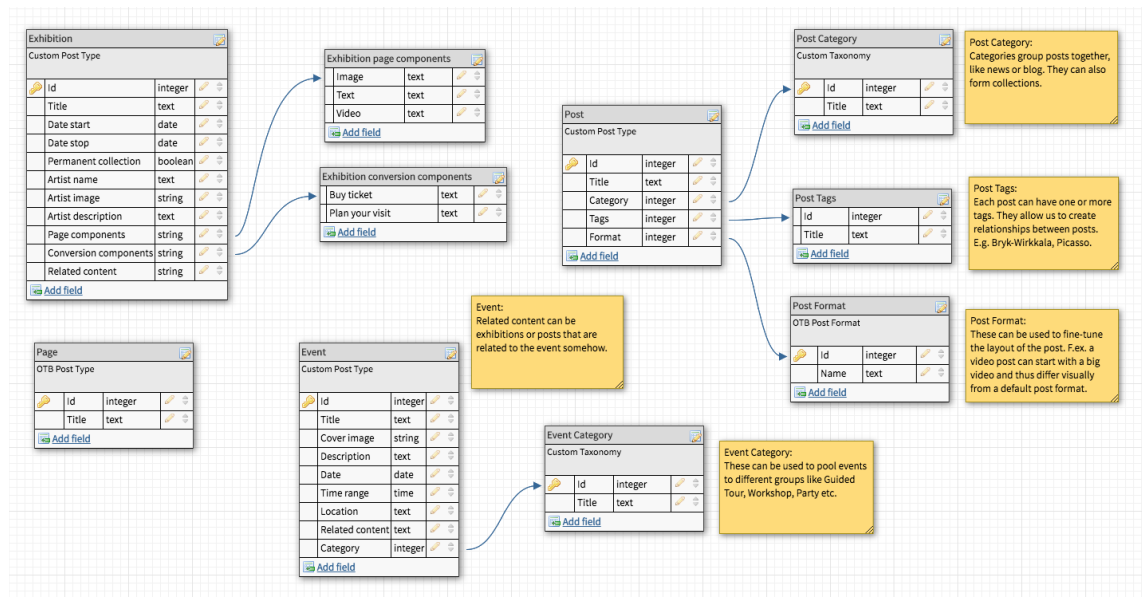 Exhibition
Custom Post Type
Id integer
Title text
Date start date
Date stop date
Permanent collection boolean
Artist name text
Artist image string
Artist description text
Page components string
Conversion components string
Related content string
Add field
Exhibition page components
Image text
Text text
Video text
Add field
Exhibition conversion components
Buy ticket text
Plan your visit text
Add field
Post
Custom Post Type
Id integer
Title text
Category integer
Tags integer
Format integer
Add field
Post Category
Custom Taxonomy
Id integer
Title text
Add field
Post Category:
Categories group posts together,
like news or blog. They can also
form collections.
Post Tags
Id integer
Title text
Add field
Post Tags:
Each post can have one or more
tags. They allow us to create
relationships between posts.
E.g. Bryk-Wirkkala, Picasso.
Post Format
OTB Post Format
Id integer
Name text
Add field
Post Format:
These can be used to fine-tune
the layout of the post. F.ex. a
video post can start with a big
video and thus differ visually
from a default post format.
Page
OTB Post Type
Id integer
Title text
Add field
Event:
Related content can be
exhibitions or posts that are
related to the event somehow.
Event
Custom Post Type
Id integer
Title text
Cover image string
Description text
Date date
Time range time
Location text
Related content text
Category integer
Add field
Event Category
Custom Taxonomy
Id integer
Title text
Add field
Event Category:
These can be used to pool events
to different groups like Guided
Tour, Workshop, Party etc.